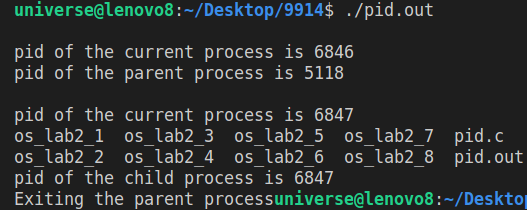 universe@lenovo8:~/Desktop/9914$ ./pid.out
pid of the current process is 6846
pid of the parent process is 5118
pid of the current process is 6847
os_lab2_1 os_lab2_3 os_lab2_5 os_lab2_7 pid.c
os_lab2_2 os_lab2_4 os_lab2_6 os_lab2_8 pid.out
pid of the child process is 6847
Exiting the parent processuniverse@lenovo8:~/Deskto